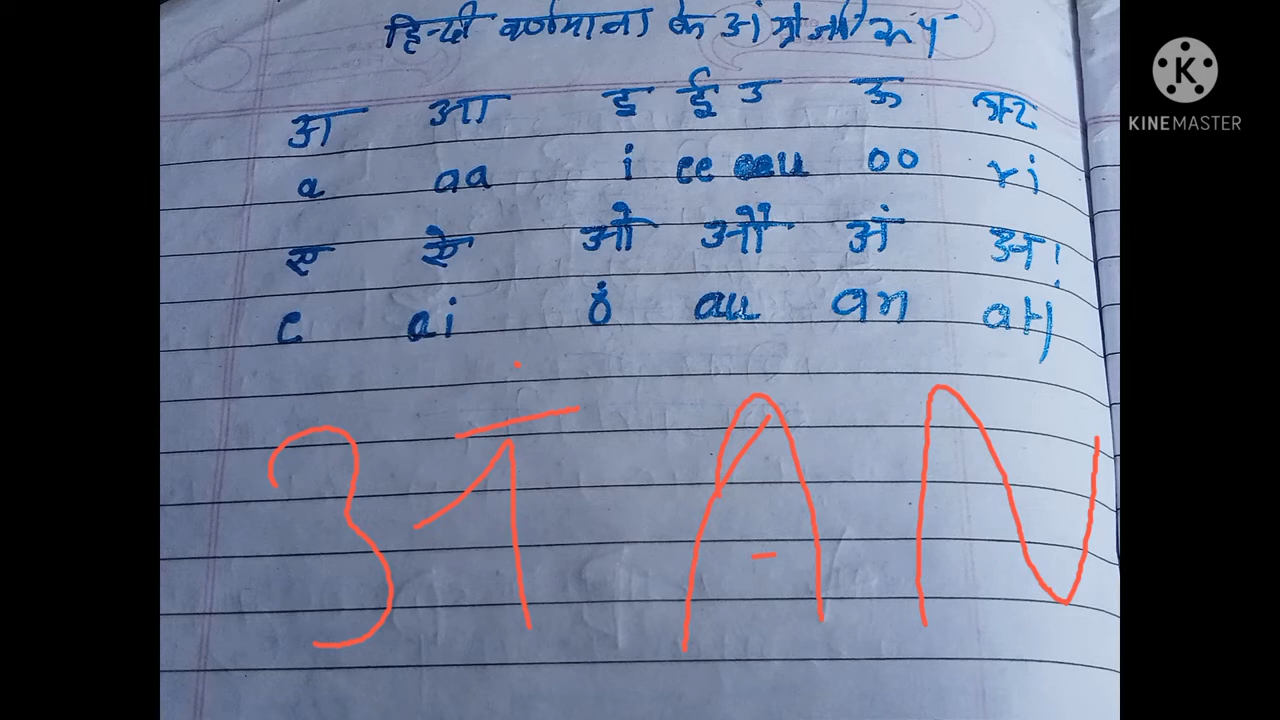 हिन्दी वर्णमाला के अंग्रेजी रूप
अ आ इ ई उ ऊ ऋ
a aa i ee u oo ri
ए ऐ ओ औ अं अः
e ai o au an ah
अं AN
KINEMASTER